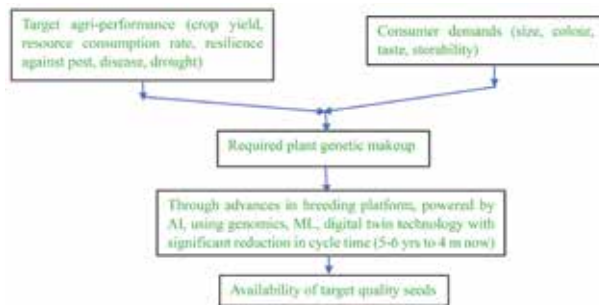 Target agri-performance (crop yield,
resource consumption rate, resilience
against pest, disease, drought)
Consumer demands (size, colour,
taste, storability)
Required plant genetic makeup
Through advances in breeding platform, powered by
AI, using genomics, ML, digital twin technology with
significant reduction in cycle time (5-6 yrs to 4 m now)
Availability of target quality seeds